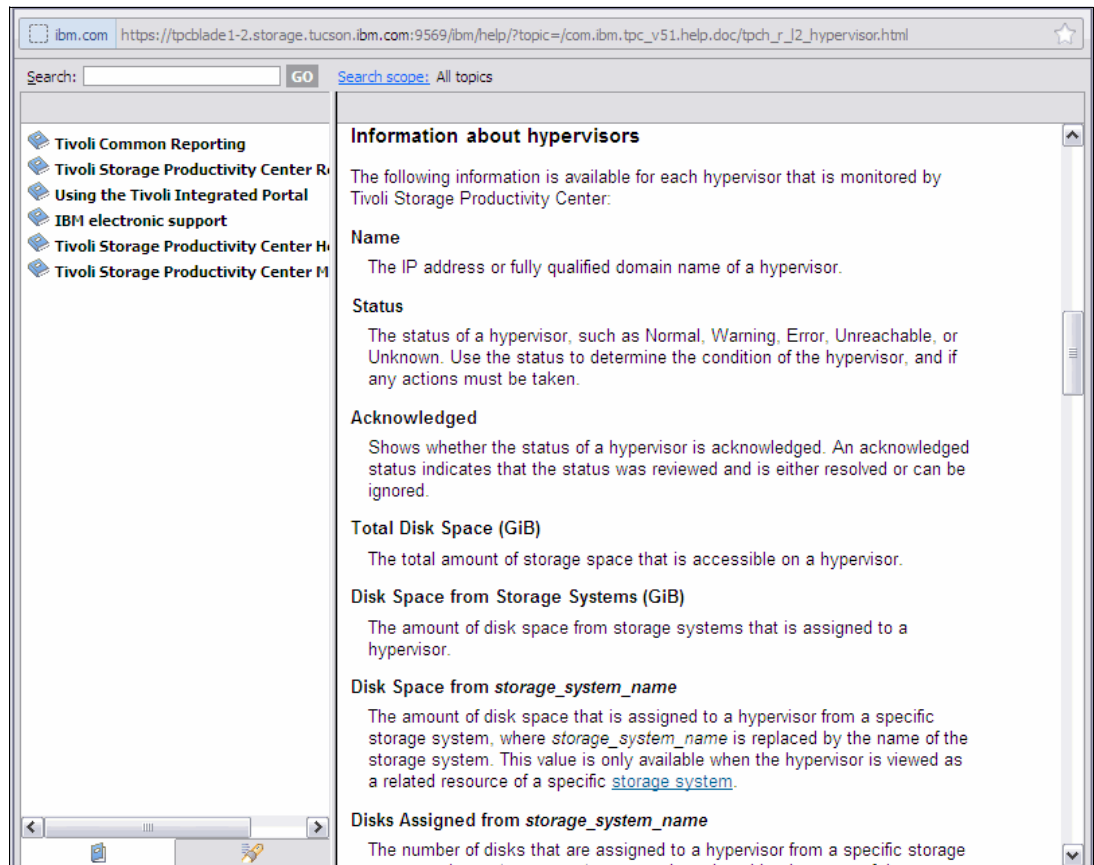 ibm.com https://tpcblade1-2.storage.tucson.ibm.com:9569/ibm/help/?topic=/com.ibm.tpc_v51.help.doc/tpch_r_l2_hypervisor.html
Search: GO Search scope: All topics
Tivoli Common Reporting
Tivoli Storage Productivity Center R
Using the Tivoli Integrated Portal
IBM electronic support
Tivoli Storage Productivity Center H
Tivoli Storage Productivity Center M
Information about hypervisors
The following information is available for each hypervisor that is monitored by
Tivoli Storage Productivity Center:
Name
The IP address or fully qualified domain name of a hypervisor.
Status
The status of a hypervisor, such as Normal, Warning, Error, Unreachable, or
Unknown. Use the status to determine the condition of the hypervisor, and if
any actions must be taken.
Acknowledged
Shows whether the status of a hypervisor is acknowledged. An acknowledged
status indicates that the status was reviewed and is either resolved or can be
ignored.
Total Disk Space (GiB)
The total amount of storage space that is accessible on a hypervisor.
Disk Space from Storage Systems (GiB)
The amount of disk space from storage systems that is assigned to a
hypervisor.
Disk Space from storage_system_name
The amount of disk space that is assigned to a hypervisor from a specific
storage system, where storage_system_name is replaced by the name of the
storage system. This value is only available when the hypervisor is viewed as
a related resource of a specific storage system.
Disks Assigned from storage_system_name
The number of disks that are assigned to a hypervisor from a specific storage